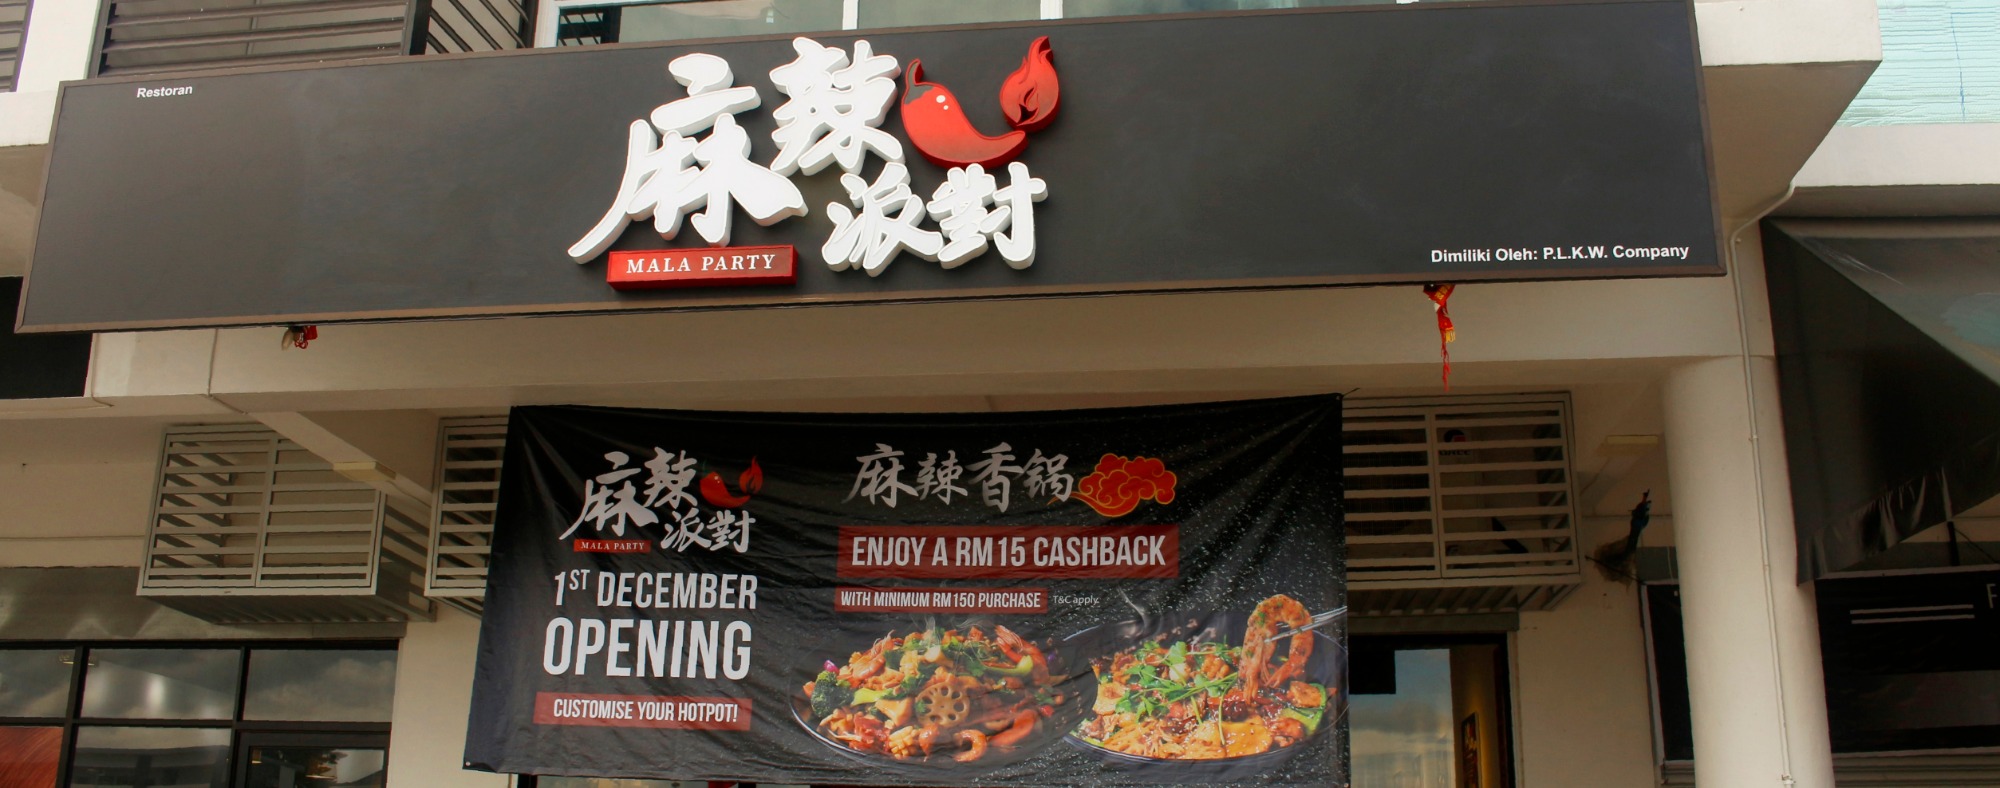 Restoran
麻辣
派對
MALA PARTY
Dimiliki Oleh: P.L.K.W. Company
麻辣
派對
MALA PARTY
1ST DECEMBER
OPENING
CUSTOMISE YOUR HOTPOT!
麻辣香锅
ENJOY A RM15 CASHBACK
WITH MINIMUM RM150 PURCHASE T&C apply.